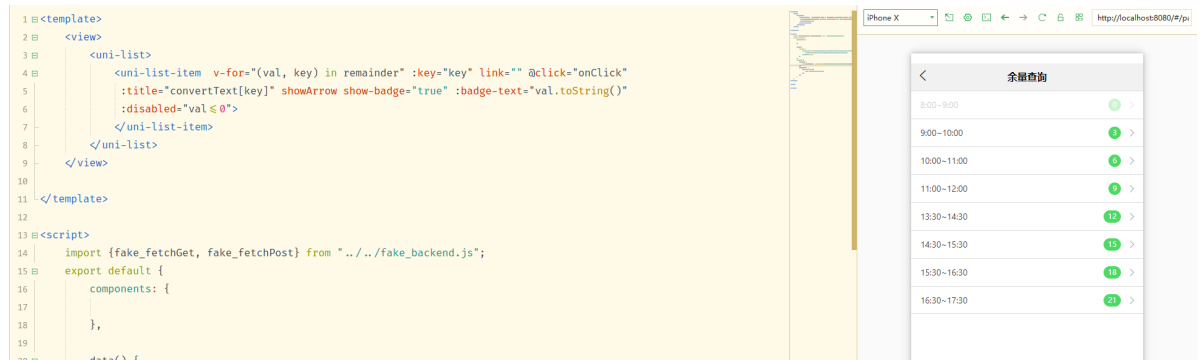 1 <template>
2 <view>
3 <uni-list>
4 <uni-list-item  v-for="(val, key) in remainder" :key="key" link="" @click="onClick"
5 :title="convertText[key]" showArrow show-badge="true" :badge-text="val.toString()"
6 :disabled="val<=0">
7 </uni-list-item>
8 </uni-list>
9 </view>
10
11 </template>
12
13 <script>
14 import {fake_fetchGet, fake_fetchPost} from "../../fake_backend.js";
15 export default {
16 components: {
17
18 },
19
20 data() {
iPhone X
http://localhost:8080/#/pa
余量查询
8:00~9:00 0
9:00~10:00 3
10:00~11:00 6
11:00~12:00 9
13:30~14:30 12
14:30~15:30 15
15:30~16:30 18
16:30~17:30 21